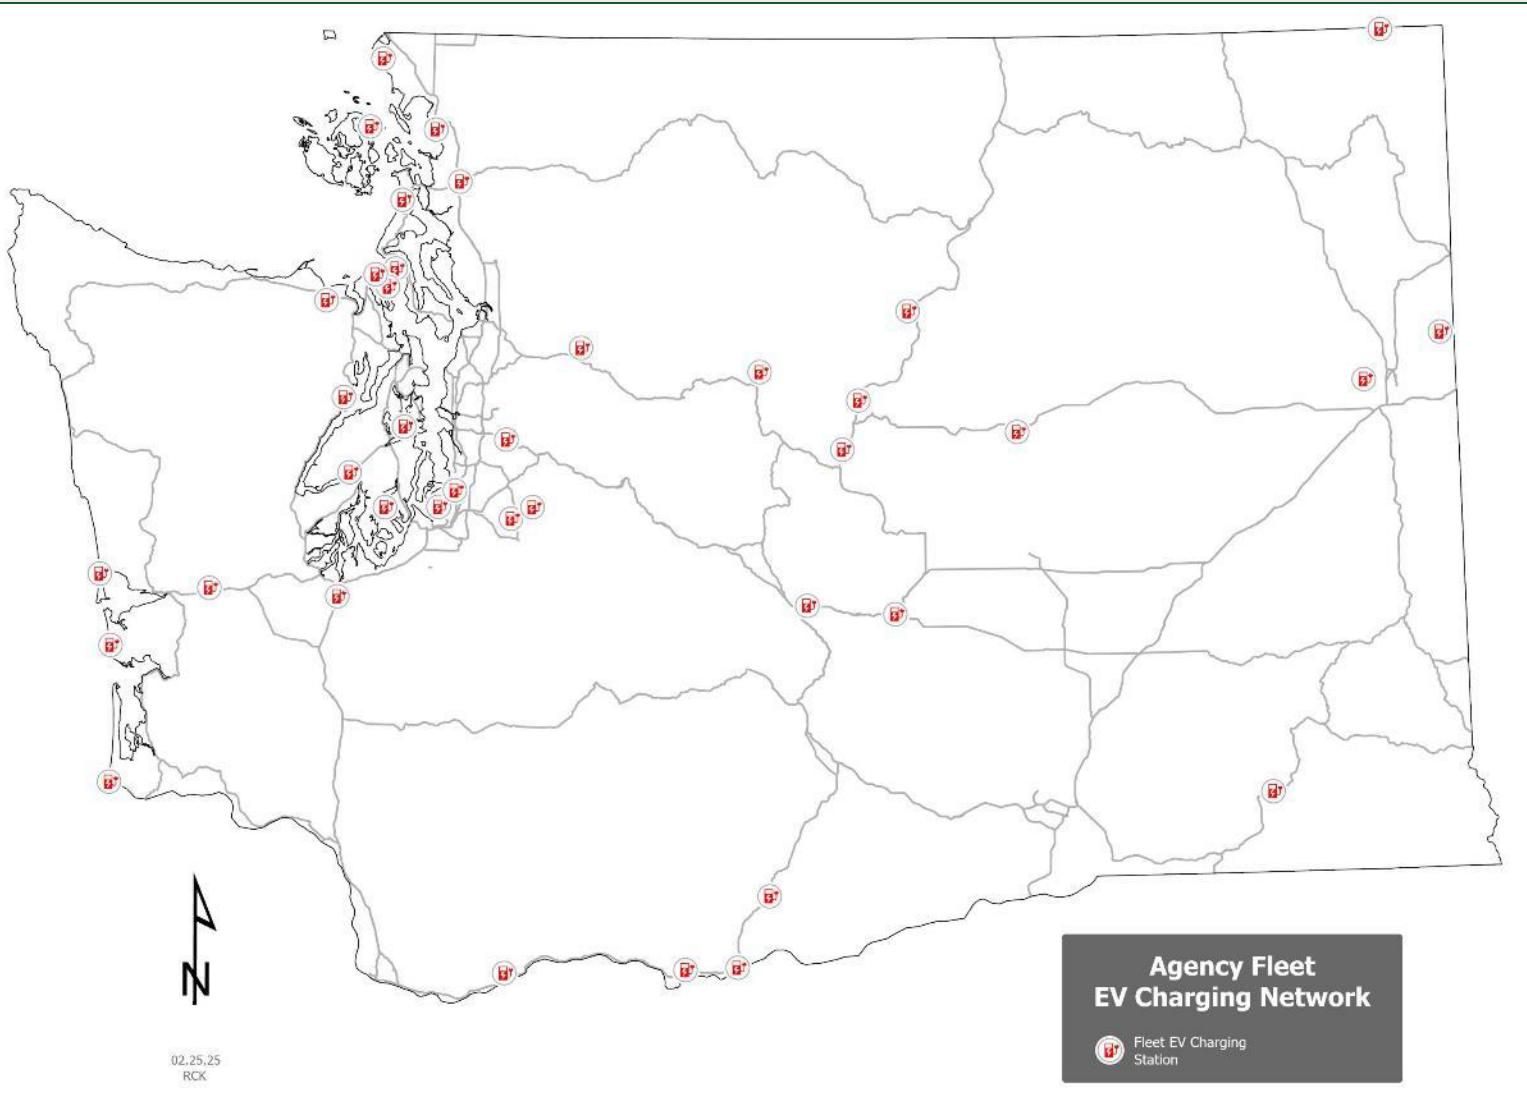 N
02.25.25
RCK
Agency Fleet
EV Charging Network
Fleet EV Charging
Station